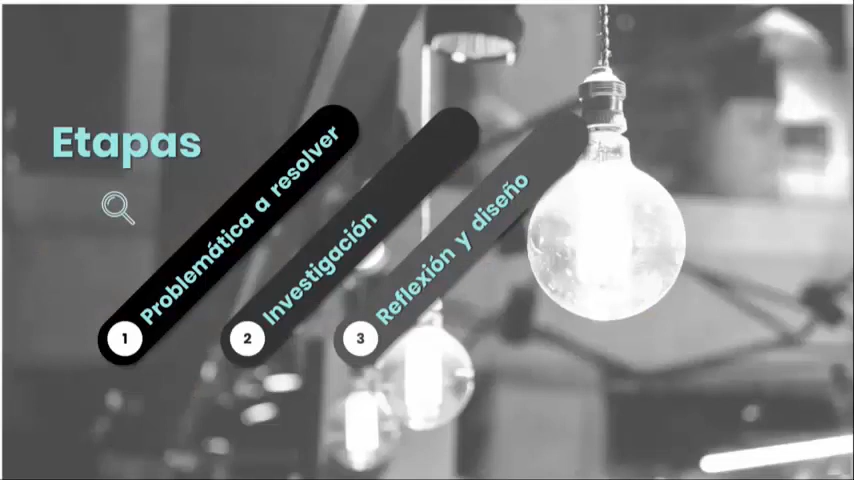 Etapas
1 Problemática a resolver
2 Investigación
3 Reflexión y diseño